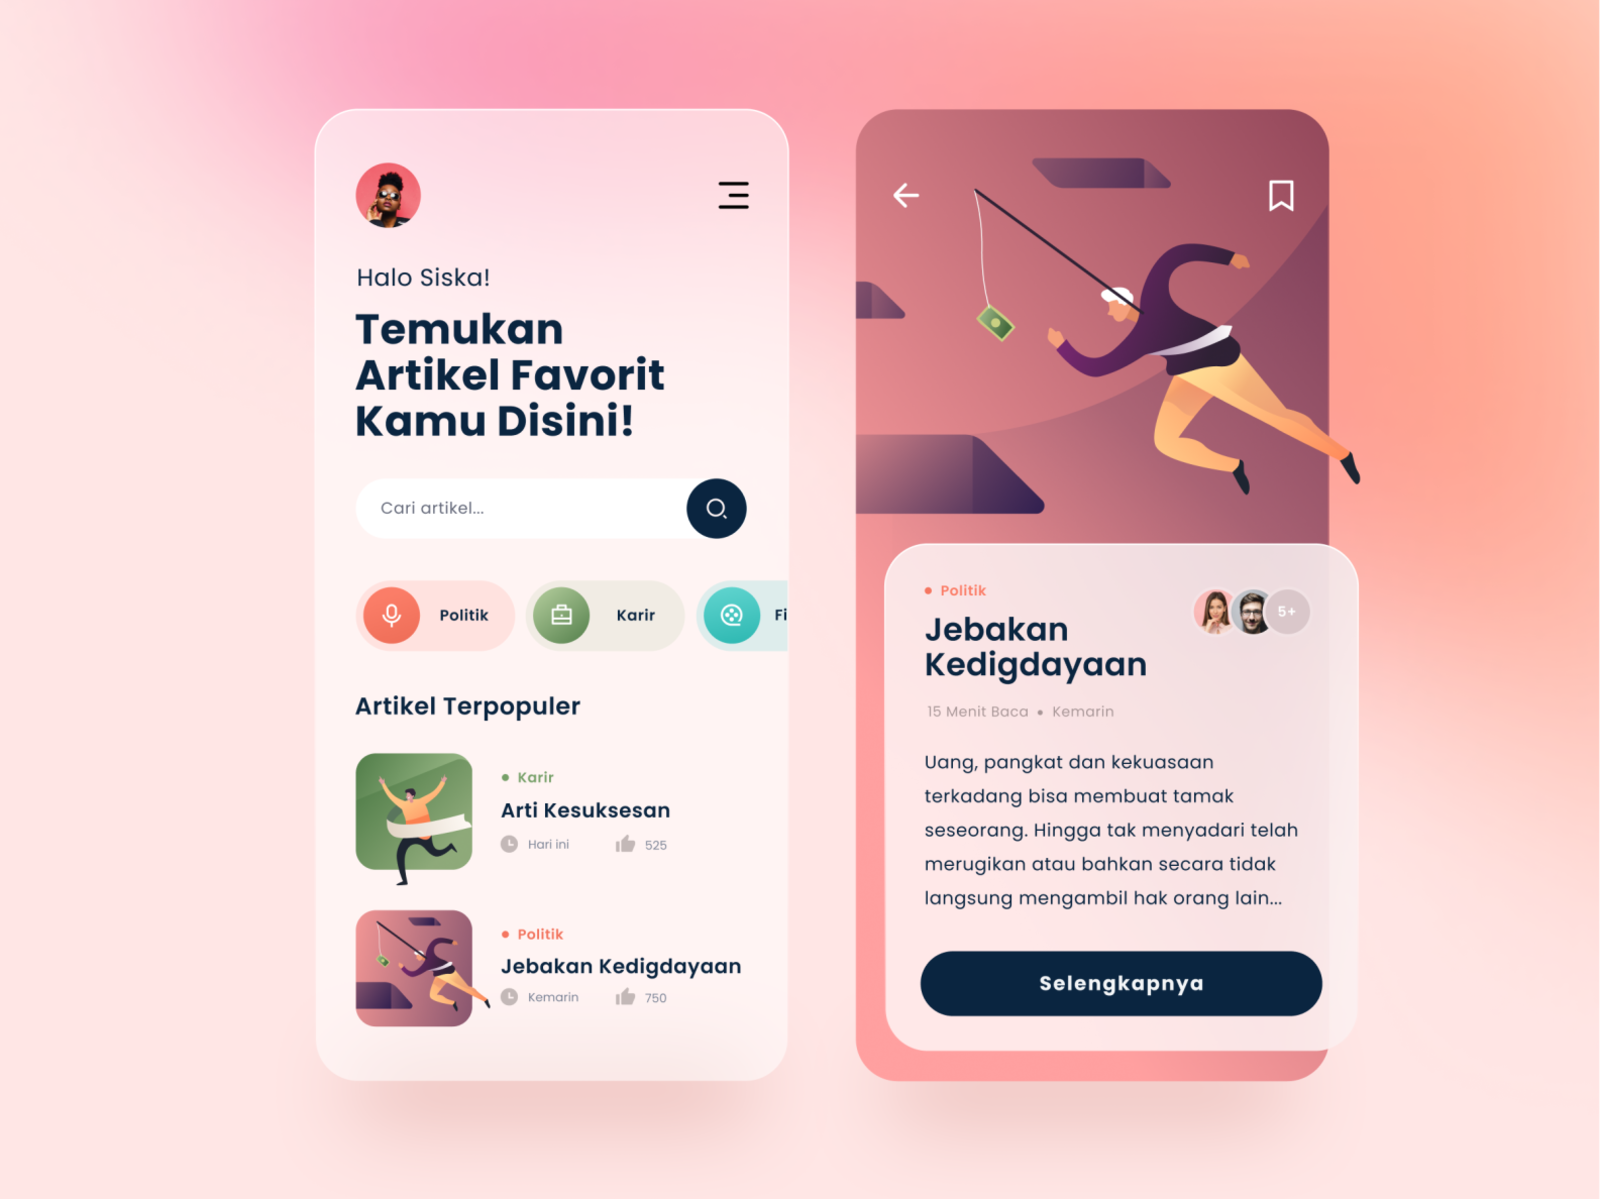 Halo Siska!
Temukan
Artikel Favorit
Kamu Disini!
Cari artikel...
Politik
Karir
Fi
Artikel Terpopuler
Karir
Arti Kesuksesan
Hari ini 525
Politik
Jebakan Kedigdayaan
Kemarin 750
Politik
5+
Jebakan
Kedigdayaan
15 Menit Baca • Kemarin
Uang, pangkat dan kekuasaan
terkadang bisa membuat tamak
seseorang. Hingga tak menyadari telah
merugikan atau bahkan secara tidak
langsung mengambil hak orang lain...
Selengkapnya